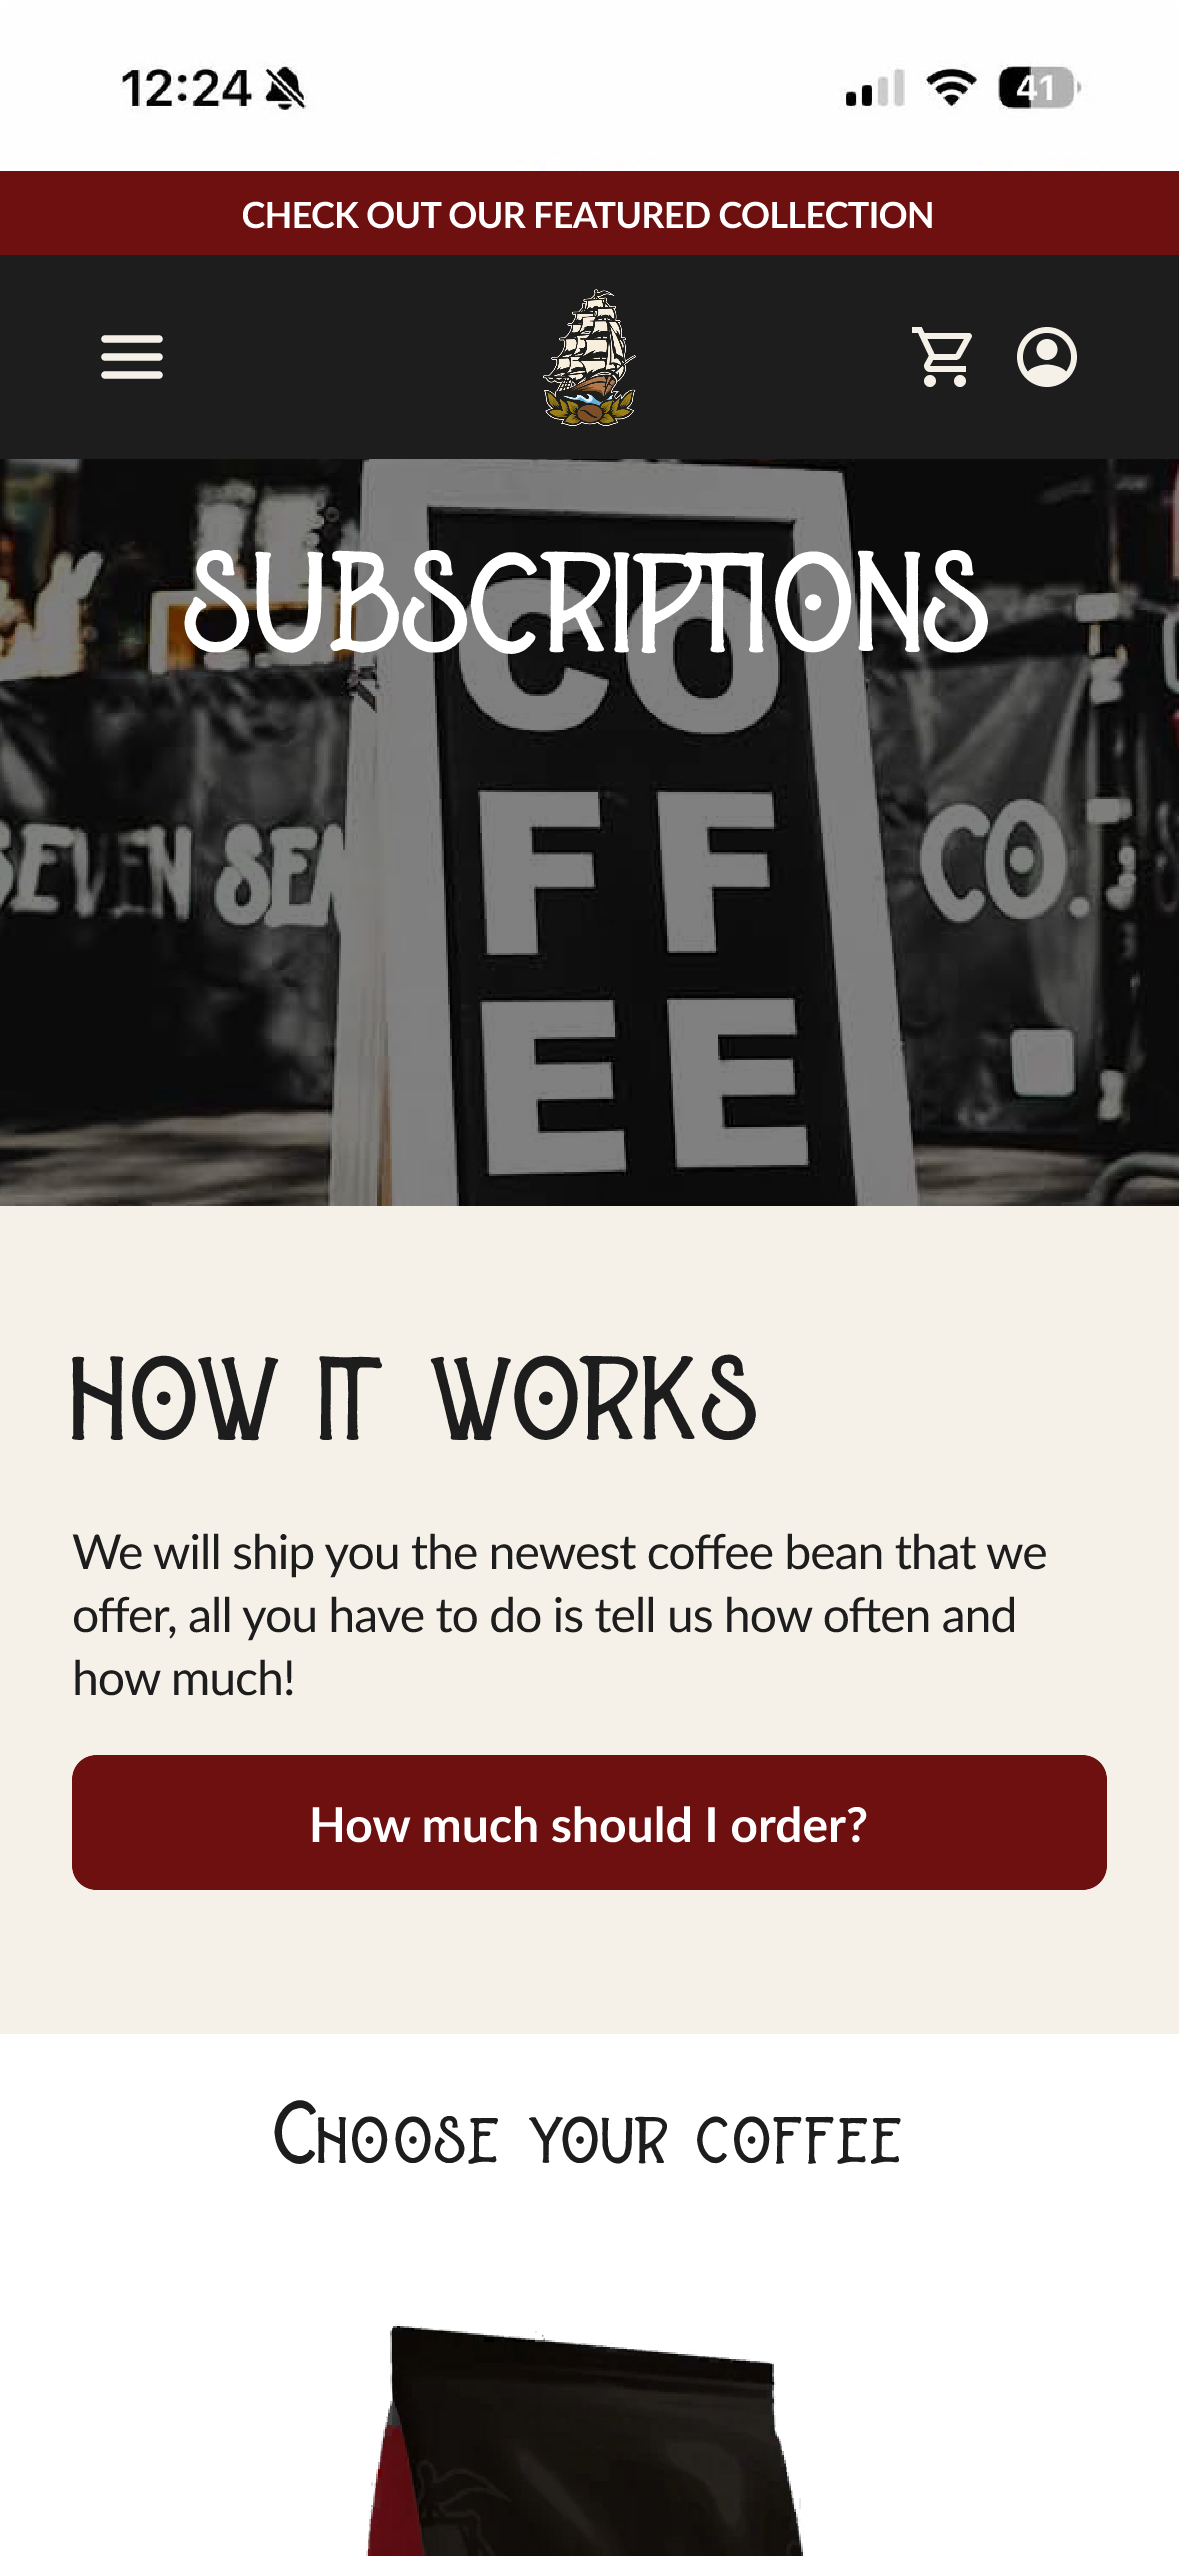 12:24
41
CHECK OUT OUR FEATURED COLLECTION
SUBSCRIPTIONS
CO
FF
EE
SEVEN SEA
CO.
HOW IT WORKS
We will ship you the newest coffee bean that we
offer, all you have to do is tell us how often and
how much!
How much should I order?
CHOOSE YOUR COFFEE